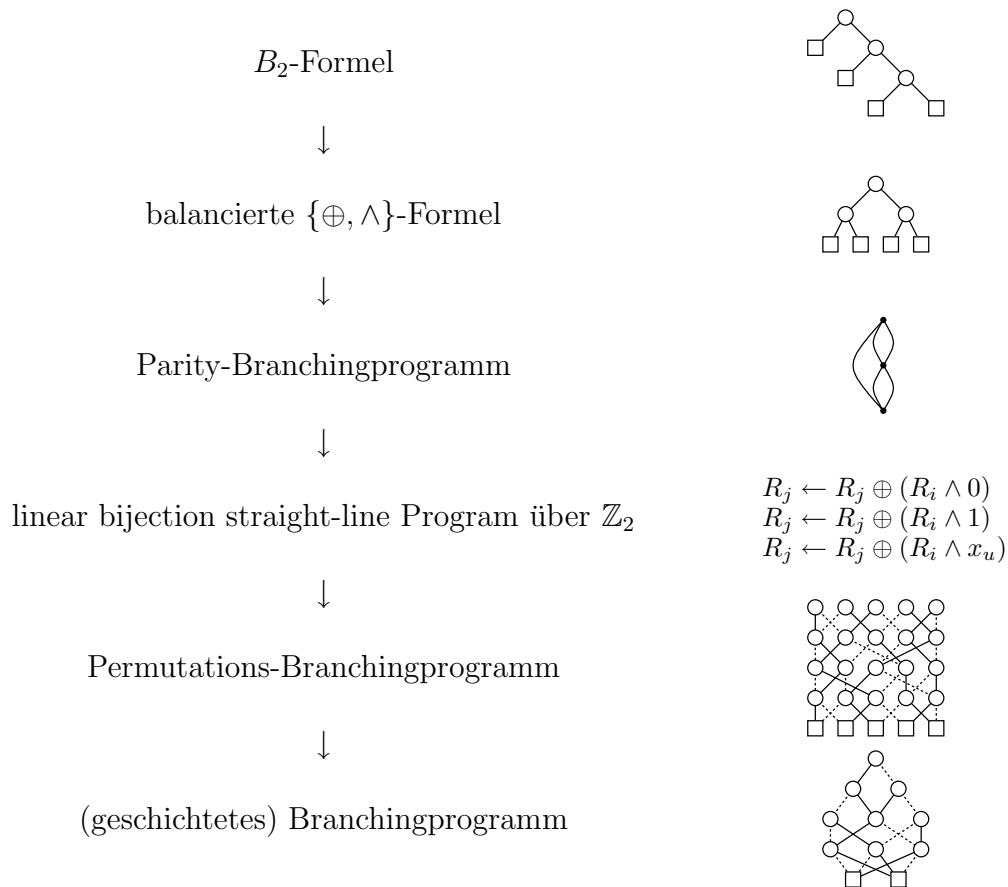 B₂-Formel
↓
balancierte {⊕, ∧}-Formel
↓
Parity-Branchingprogramm
↓
linear bijection straight-line Program über ℤ₂
R_j ← R_j ⊕ (R_i ∧ 0)
R_j ← R_j ⊕ (R_i ∧ 1)
R_j ← R_j ⊕ (R_i ∧ x_u)
↓
Permutations-Branchingprogramm
↓
(geschichtetes) Branchingprogramm